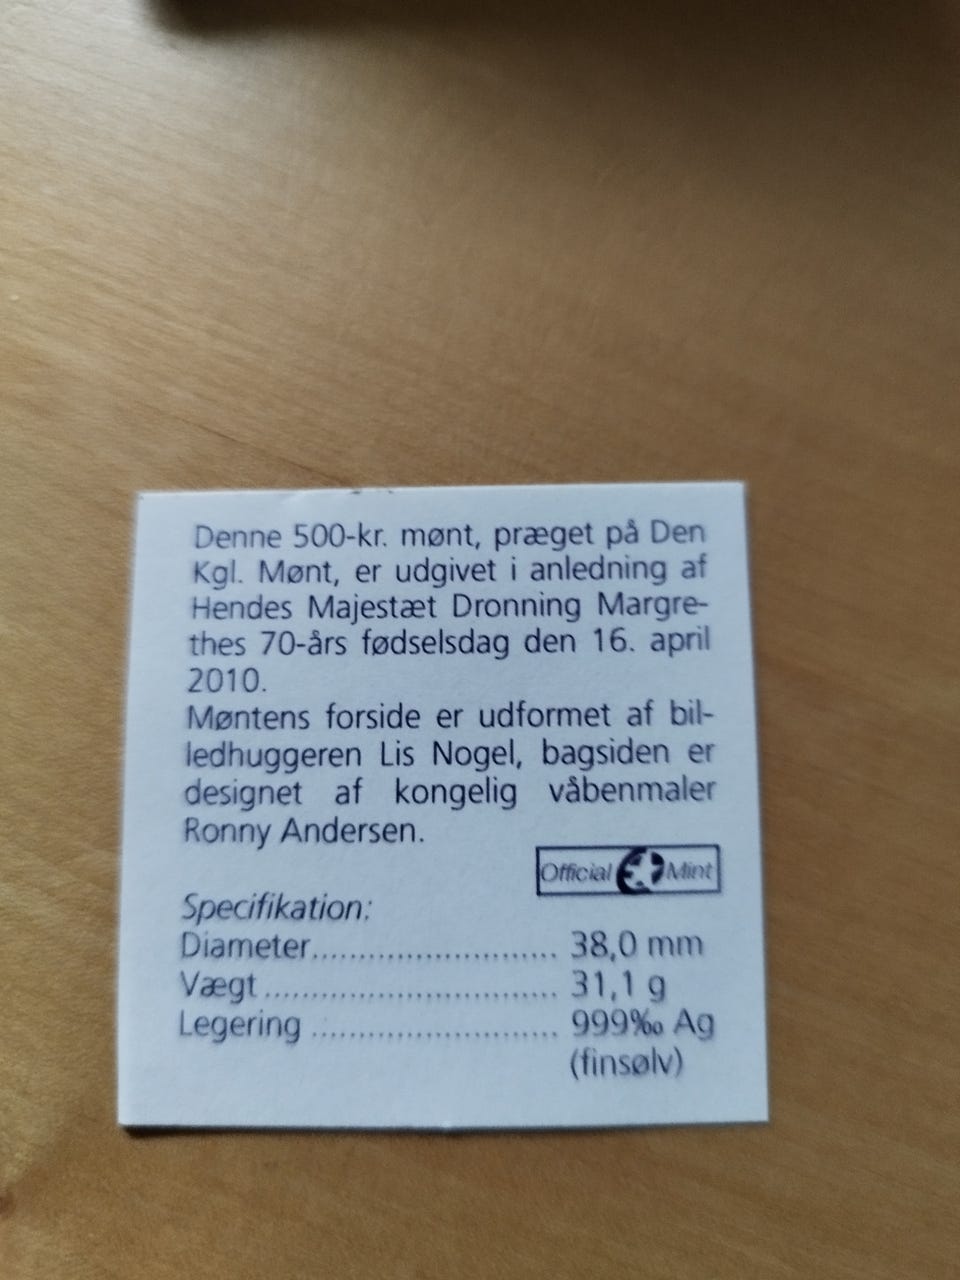 Denne 500-kr. mønt, præget på Den
Kgl. Mønt, er udgivet i anledning af
Hendes Majestæt Dronning Margre-
thes 70-års fødselsdag den 16. april
2010.
Møntens forside er udformet af bil-
ledhuggeren Lis Nogel, bagsiden er
designet af kongelig våbenmaler
Ronny Andersen.
Official Mint
Specifikation:
Diameter.......................... 38,0 mm
Vægt ................................ 31,1 g
Legering ........................... 999‰ Ag
(finsølv)